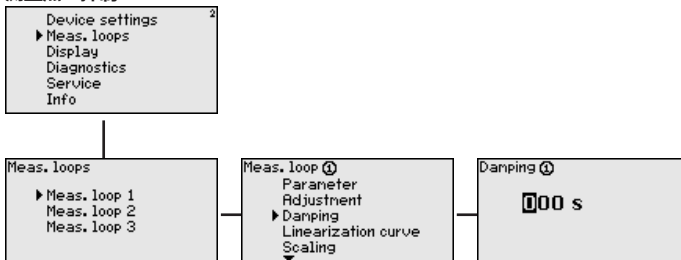 Device settings
2
Meas. loops
Display
Diagnostics
Service
Info
Meas. loops
Meas. loop 1
Meas. loop 2
Meas. loop 3
Meas. loop ①
Parameter
Adjustment
Damping
Linearization curve
Scaling
Damping ①
000 s